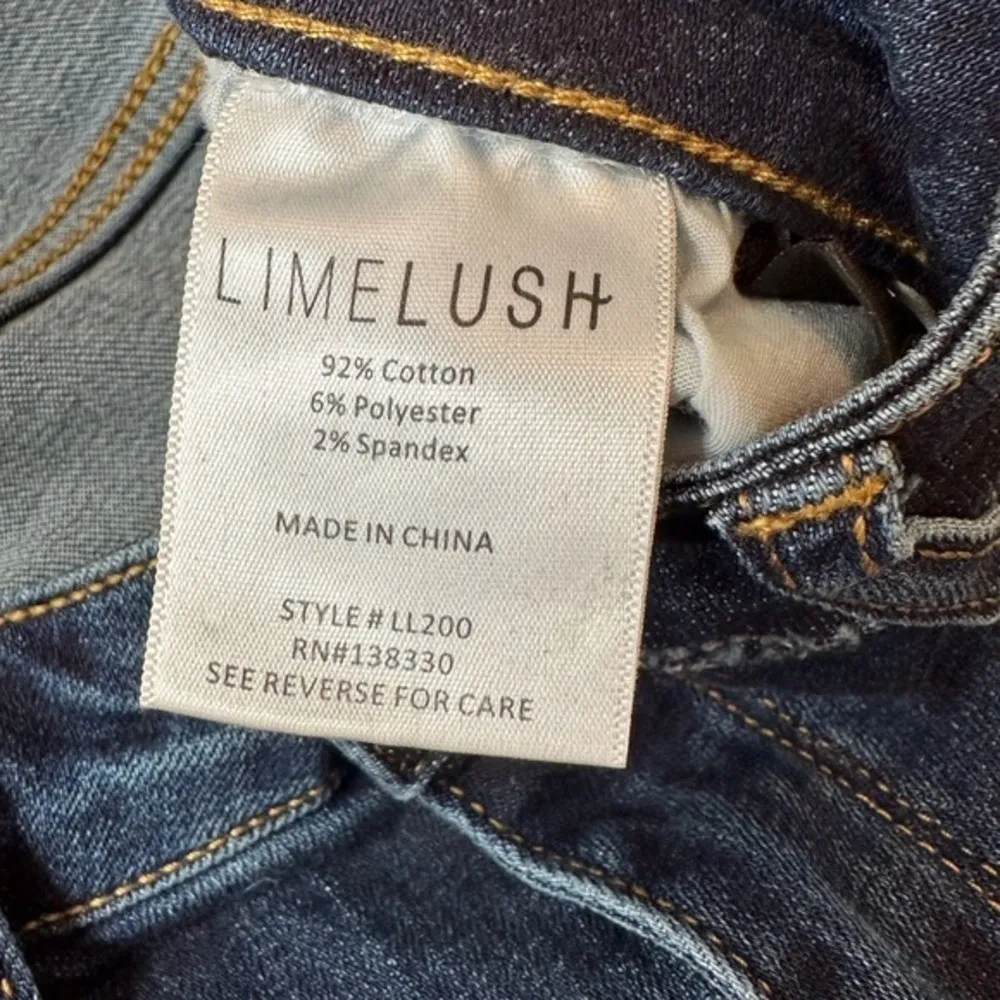 LIMELUSH
92% Cotton
6% Polyester
2% Spandex
MADE IN CHINA
STYLE # LL200
RN#138330
SEE REVERSE FOR CARE